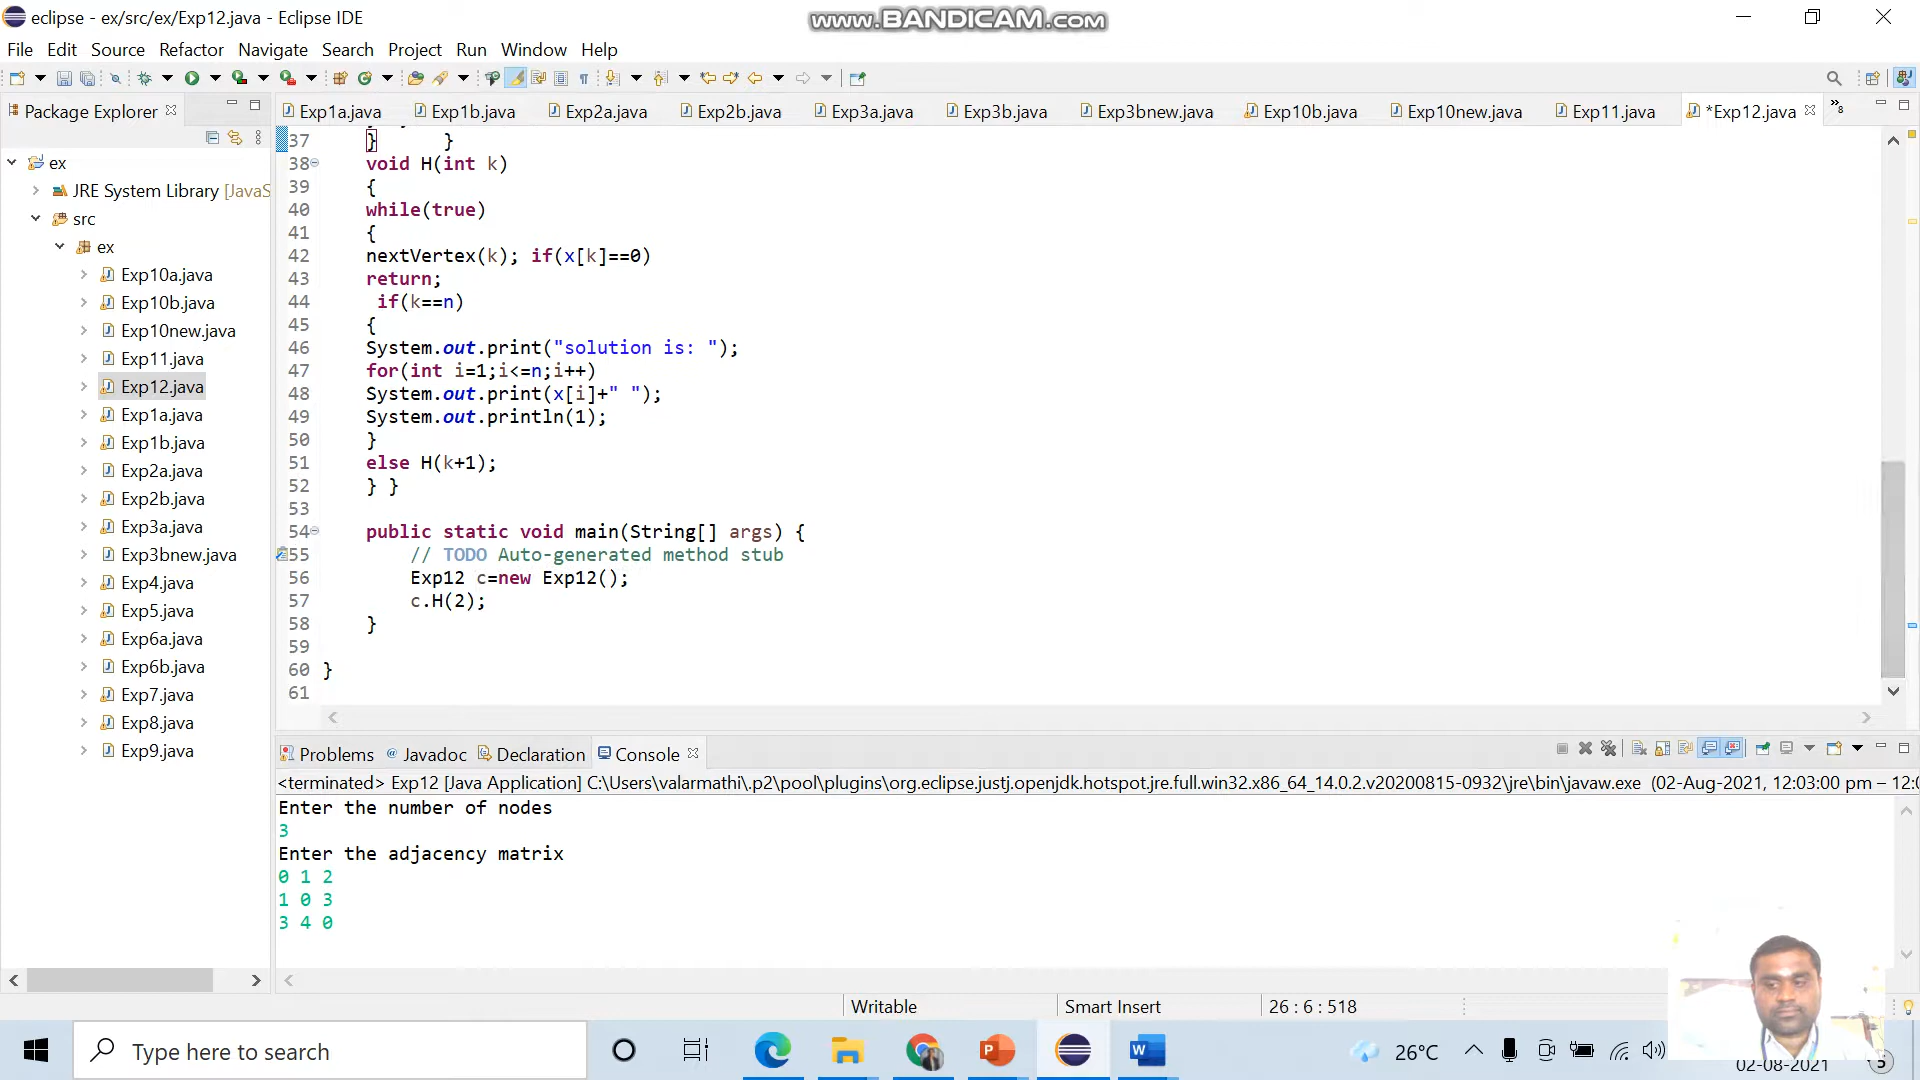 eclipse - ex/src/ex/Exp12.java - Eclipse IDE
www.BANDICAM.com
File Edit Source Refactor Navigate Search Project Run Window Help
Package Explorer
Exp1a.java Exp1b.java Exp2a.java Exp2b.java Exp3a.java Exp3b.java Exp3bnew.java Exp10b.java Exp10new.java Exp11.java *Exp12.java 8
ex
JRE System Library [JavaS
src
ex
Exp10a.java
Exp10b.java
Exp10new.java
Exp11.java
Exp12.java
Exp1a.java
Exp1b.java
Exp2a.java
Exp2b.java
Exp3a.java
Exp3bnew.java
Exp4.java
Exp5.java
Exp6a.java
Exp6b.java
Exp7.java
Exp8.java
Exp9.java
37 } }
38 void H(int k)
39 {
40 while(true)
41 {
42 nextVertex(k); if(x[k]==0)
43 return;
44 if(k==n)
45 {
46 System.out.print("solution is: ");
47 for(int i=1;i<=n;i++)
48 System.out.print(x[i]+" ");
49 System.out.println(1);
50 }
51 else H(k+1);
52 } }
53
54 public static void main(String[] args) {
55 // TODO Auto-generated method stub
56 Exp12 c=new Exp12();
57 c.H(2);
58 }
59
60 }
61
Problems @ Javadoc Declaration Console
<terminated> Exp12 [Java Application] C:\Users\valarmathi\.p2\pool\plugins\org.eclipse.justj.openjdk.hotspot.jre.full.win32.x86_64_14.0.2.v20200815-0932\jre\bin\javaw.exe (02-Aug-2021, 12:03:00 pm – 12:0
Enter the number of nodes
3
Enter the adjacency matrix
0 1 2
1 0 3
3 4 0
Writable Smart Insert 26 : 6 : 518
Type here to search
26°C
02-08-2021
5